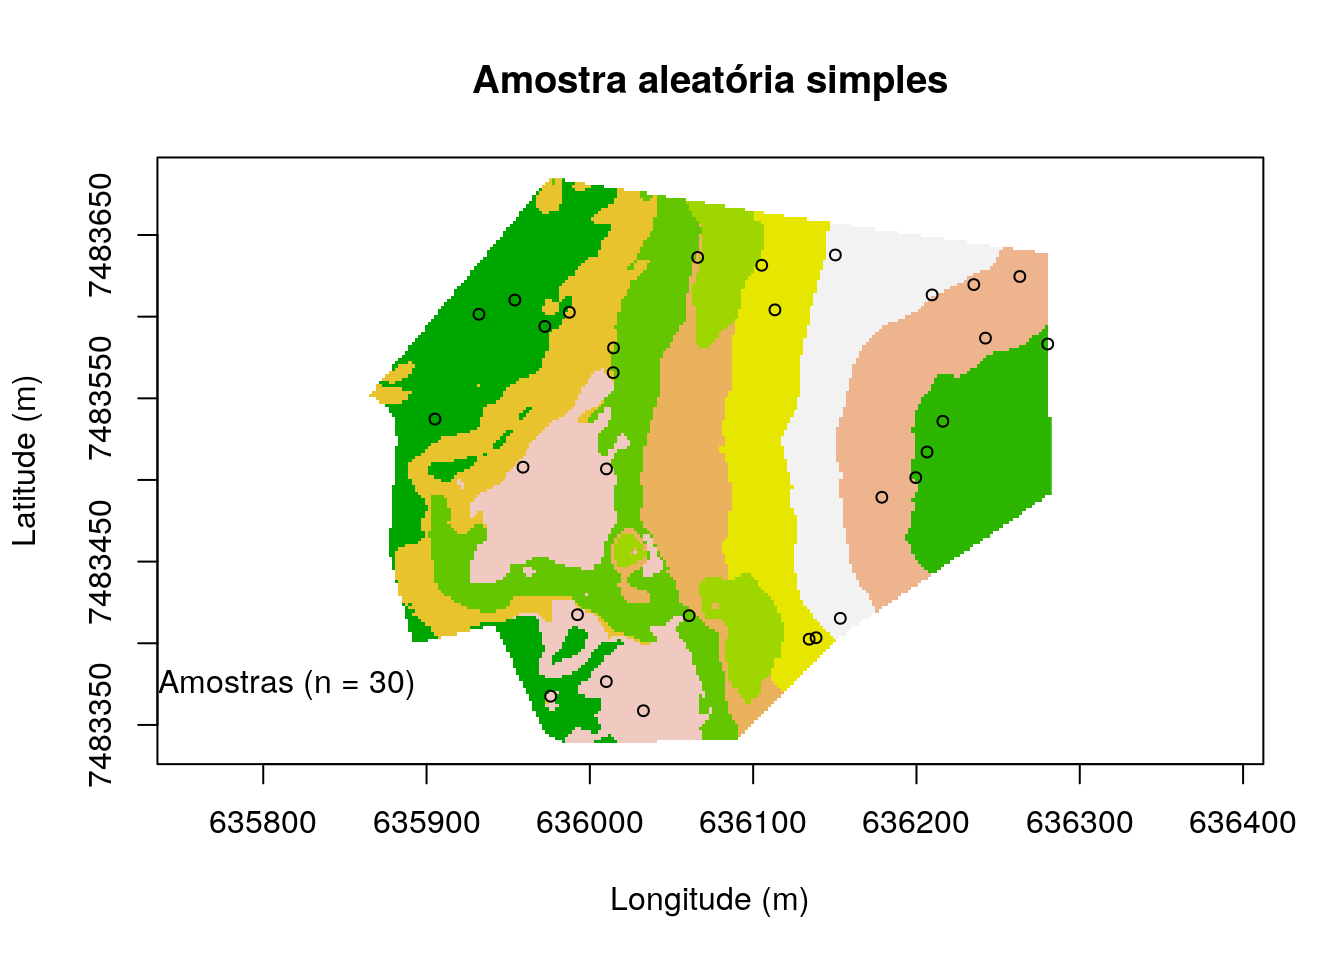 Amostra aleatória simples
Latitude (m)
7483650
7483550
7483450
7483350
Amostras (n = 30)
635800 635900 636000 636100 636200 636300 636400
Longitude (m)